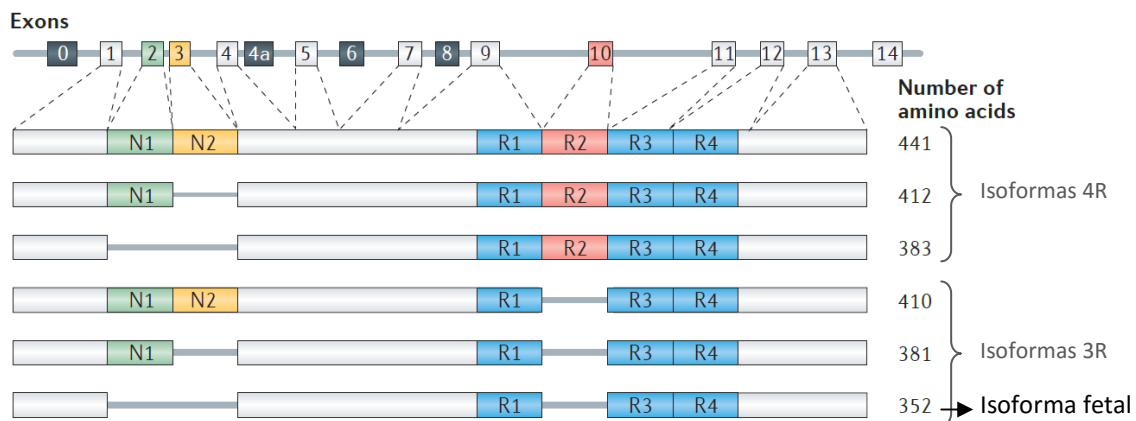 Exons
0 1 2 3 4 4a 5 6 7 8 9 10 11 12 13 14
Number of
amino acids
N1 N2 R1 R2 R3 R4 441
N1 R1 R2 R3 R4 412 Isoformas 4R
R1 R2 R3 R4 383
N1 N2 R1 R3 R4 410
N1 R1 R3 R4 381 Isoformas 3R
R1 R3 R4 352 Isoforma fetal